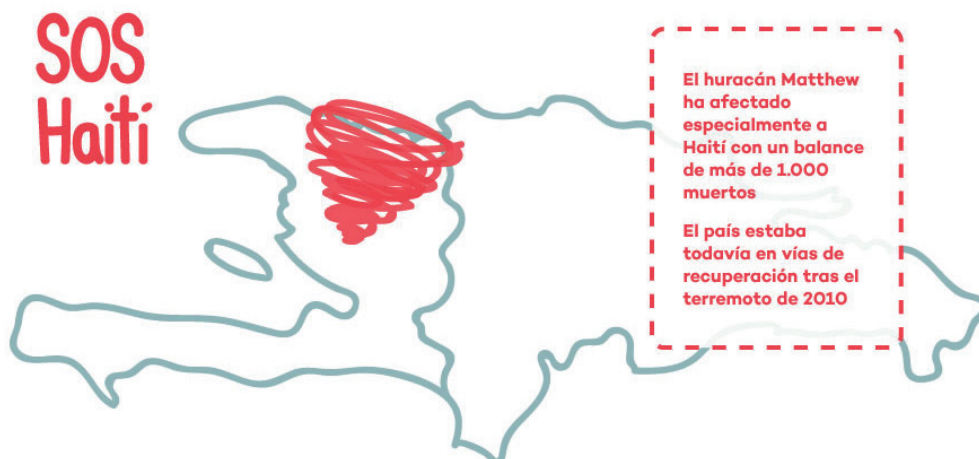 SOS
Haití
El huracán Matthew
ha afectado
especialmente a
Haití con un balance
de más de 1.000
muertos
El país estaba
todavía en vías de
recuperación tras el
terremoto de 2010